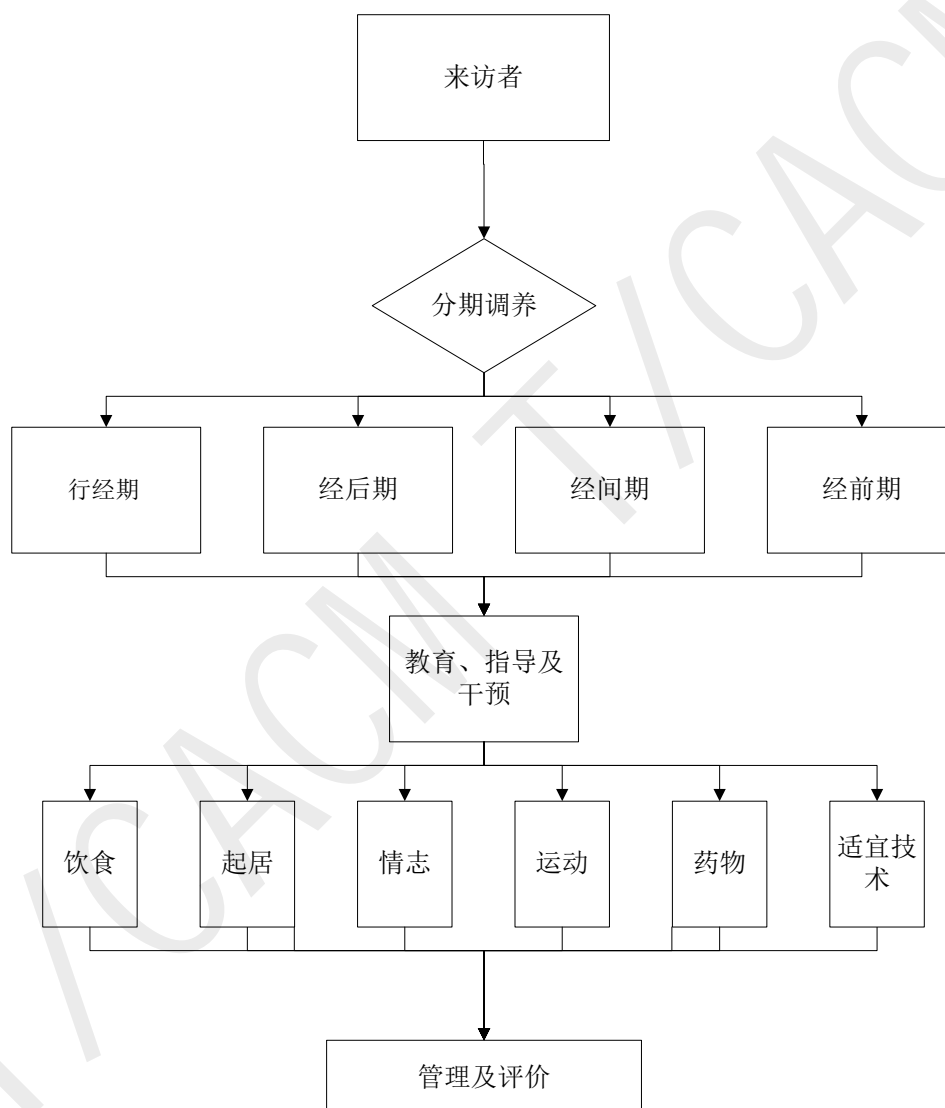 来访者
分期调养
行经期
经后期
经间期
经前期
教育、指导及
干预
饮食
起居
情志
运动
药物
适宜技
术
管理及评价
T/CACM
T/CACM